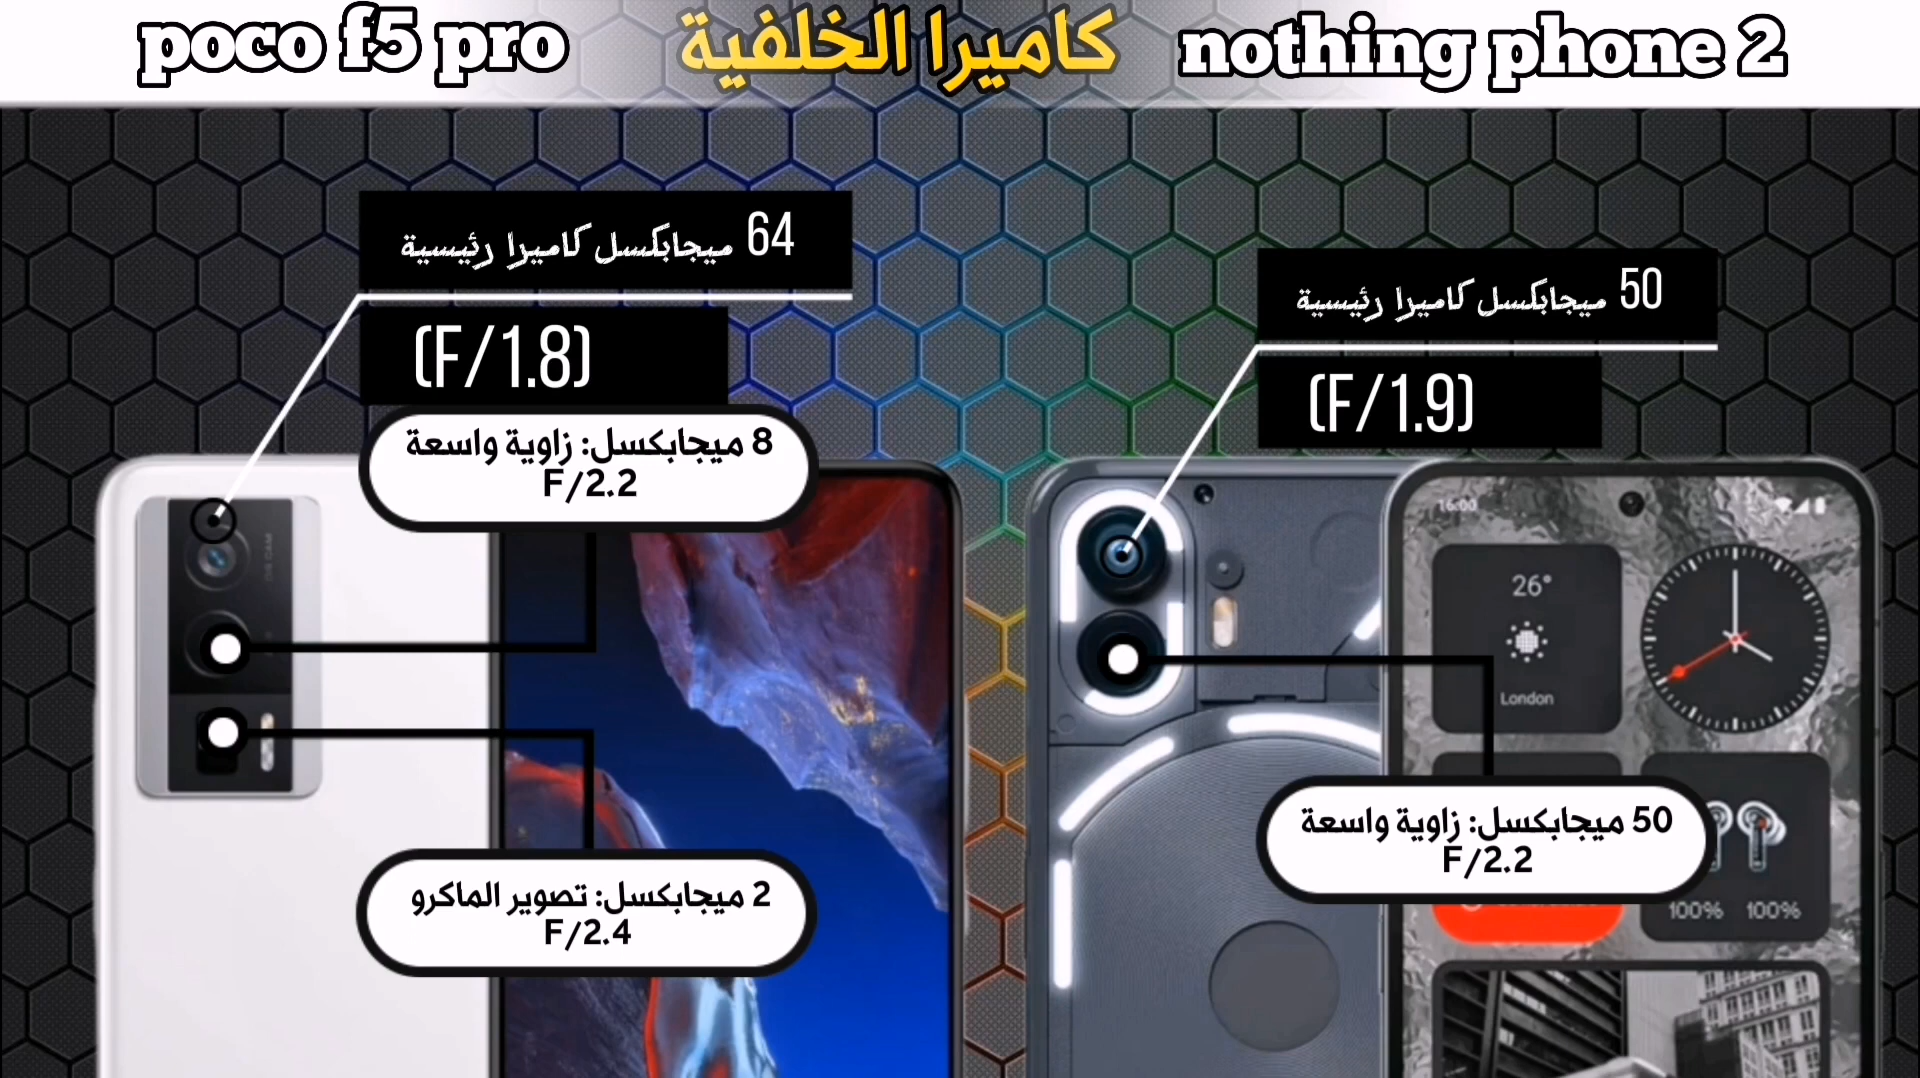 poco f5 pro
كاميرا الخلفية
nothing phone 2
64 ميجابكسل كاميرا رئيسية
(F/1.8)
8 ميجابكسل: زاوية واسعة
F/2.2
2 ميجابكسل: تصوير الماكرو
F/2.4
50 ميجابكسل كاميرا رئيسية
(F/1.9)
50 ميجابكسل: زاوية واسعة
F/2.2
16:00
26°
London
100% 100%